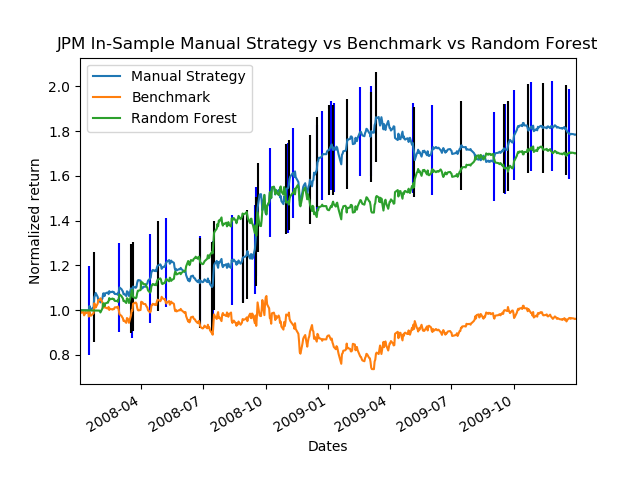 JPM In-Sample Manual Strategy vs Benchmark vs Random Forest
Manual Strategy
Benchmark
Random Forest
Normalized return
2.0
1.8
1.6
1.4
1.2
1.0
0.8
2008-04
2008-07
2008-10
2009-01
2009-04
2009-07
2009-10
Dates